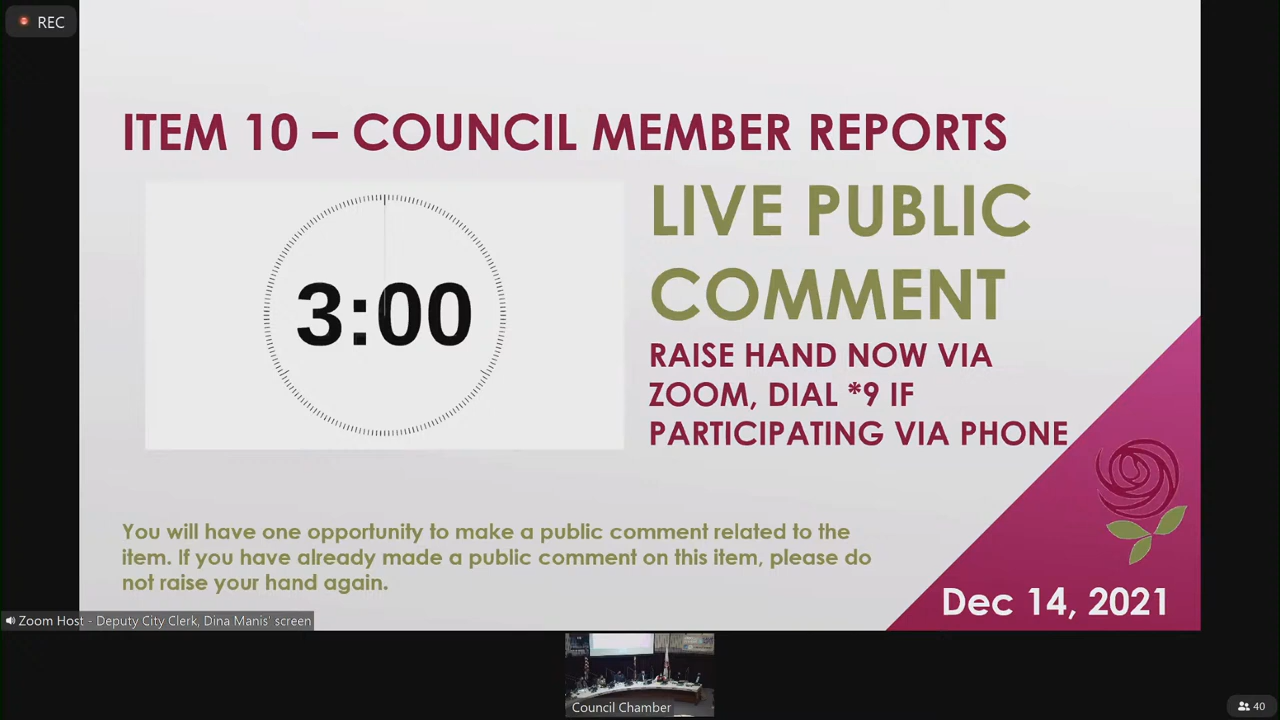 REC
ITEM 10 – COUNCIL MEMBER REPORTS
3:00
LIVE PUBLIC
COMMENT
RAISE HAND NOW VIA
ZOOM, DIAL *9 IF
PARTICIPATING VIA PHONE
You will have one opportunity to make a public comment related to the
item. If you have already made a public comment on this item, please do
not raise your hand again.
Dec 14, 2021
Zoom Host - Deputy City Clerk, Dina Manis' screen
Council Chamber
40